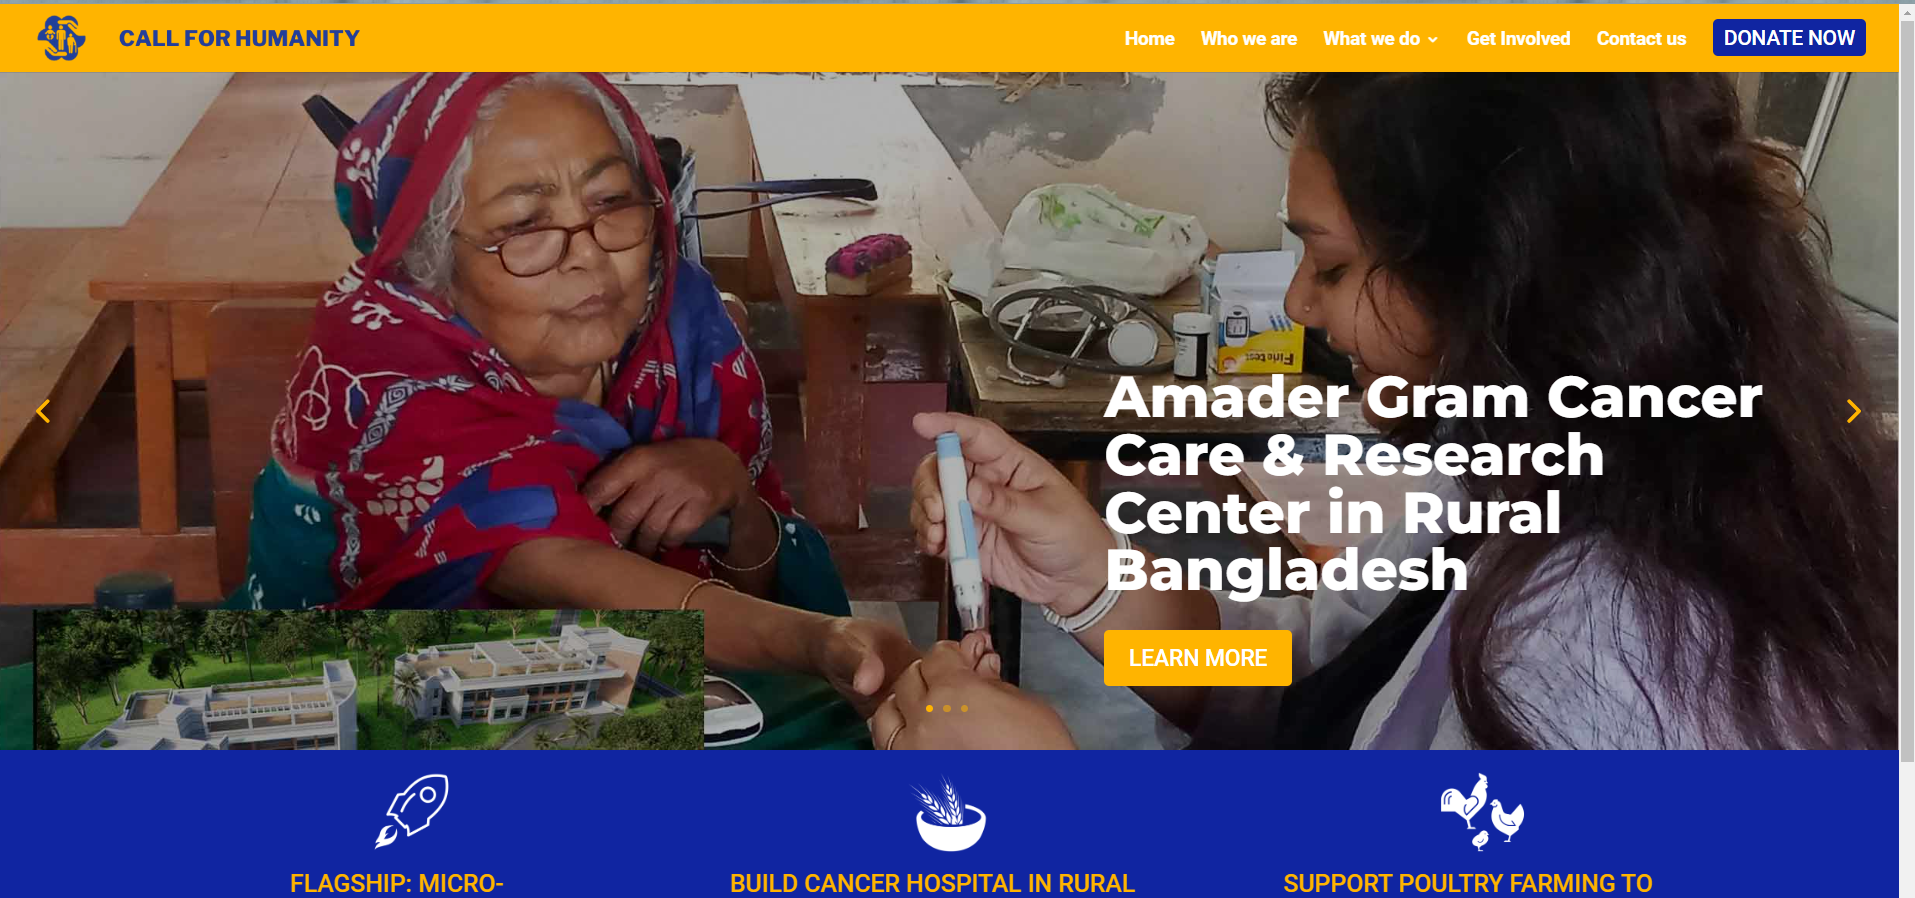 CALL FOR HUMANITY
Home Who we are What we do Get Involved Contact us DONATE NOW
Fine test
Amader Gram Cancer
Care & Research
Center in Rural
Bangladesh
LEARN MORE
FLAGSHIP: MICRO-
BUILD CANCER HOSPITAL IN RURAL
SUPPORT POULTRY FARMING TO